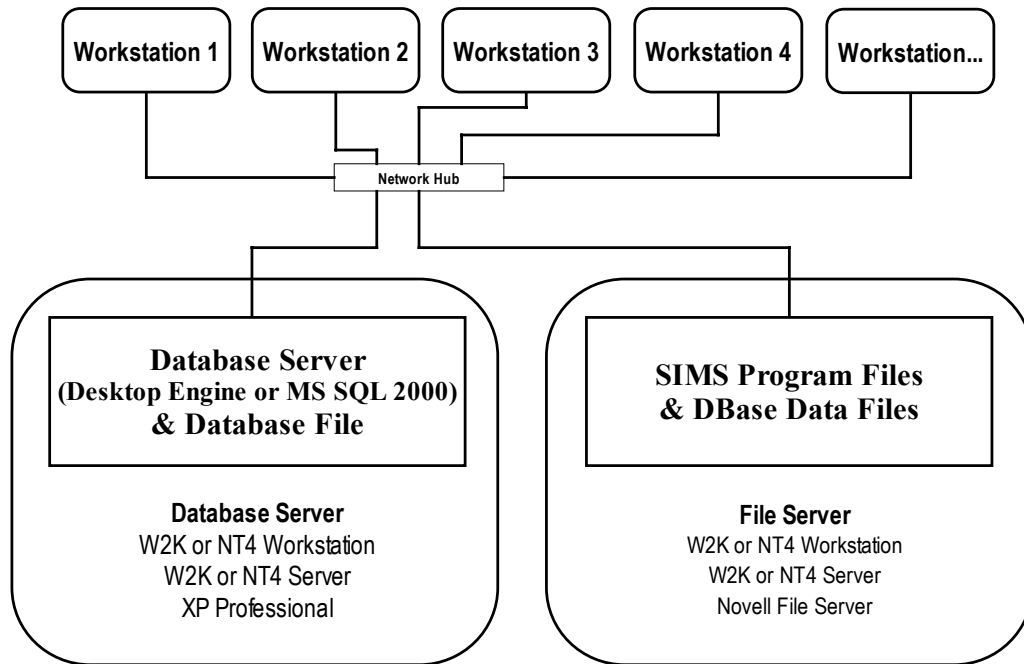 Workstation 1
Workstation 2
Workstation 3
Workstation 4
Workstation...
Network Hub
Database Server
(Desktop Engine or MS SQL 2000)
& Database File
Database Server
W2K or NT4 Workstation
W2K or NT4 Server
XP Professional
SIMS Program Files
& DBase Data Files
File Server
W2K or NT4 Workstation
W2K or NT4 Server
Novell File Server